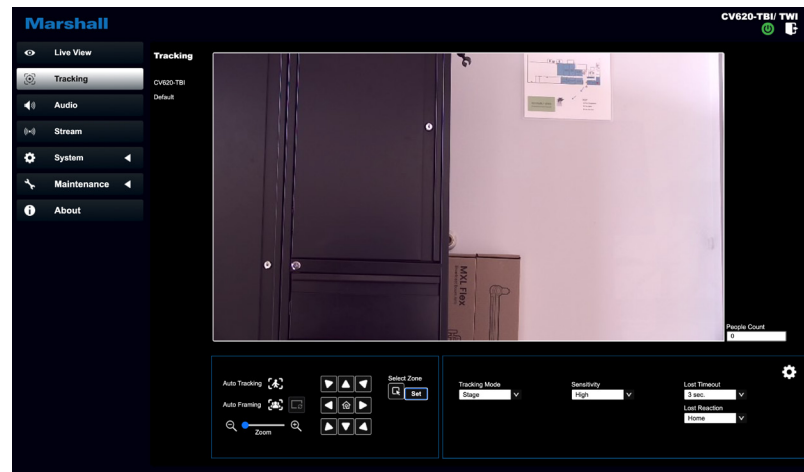 Marshall
CV620-TBI/ TWI
Live View
Tracking
Audio
Stream
System
Maintenance
About
Tracking
CV620-TBI
Default
MXL Flex
People Count
0
Auto Tracking
Auto Framing
Zoom
Select Zone
Set
Tracking Mode
Stage
Sensitivity
High
Lost Timeout
3 sec.
Lost Reaction
Home